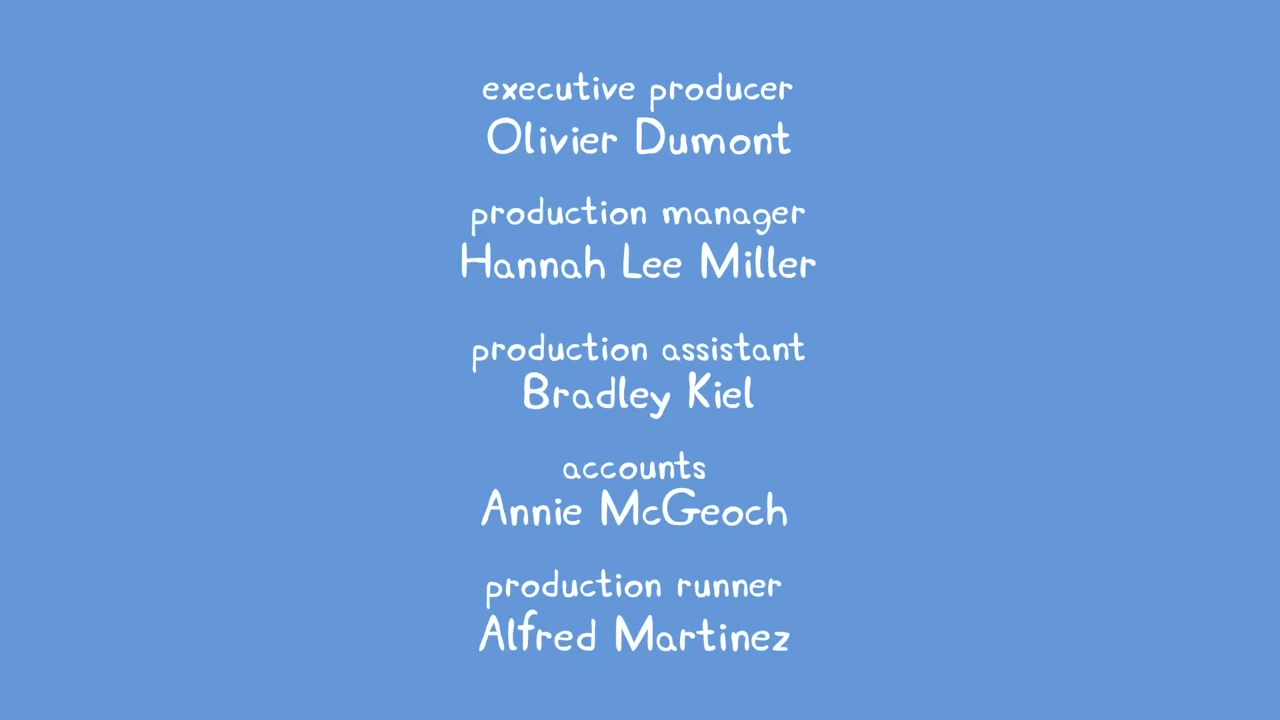 executive producer
Olivier Dumont
production manager
Hannah Lee Miller
production assistant
Bradley Kiel
accounts
Annie McGeoch
production runner
Alfred Martinez